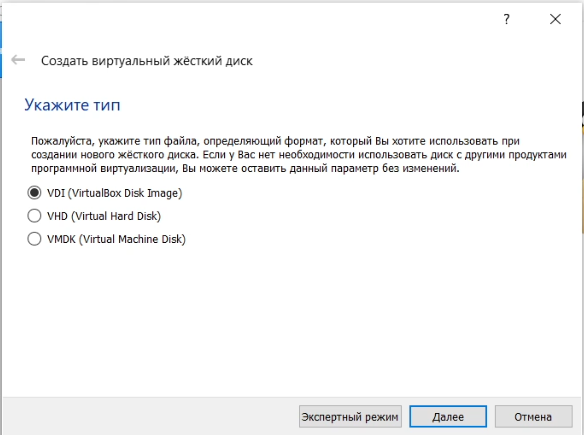 ?
Создать виртуальный жёсткий диск
Укажите тип
Пожалуйста, укажите тип файла, определяющий формат, который Вы хотите использовать при
создании нового жёсткого диска. Если у Вас нет необходимости использовать диск с другими продуктами
программной виртуализации, Вы можете оставить данный параметр без изменений.
VDI (VirtualBox Disk Image)
VHD (Virtual Hard Disk)
VMDK (Virtual Machine Disk)
Экспертный режим Далее Отмена